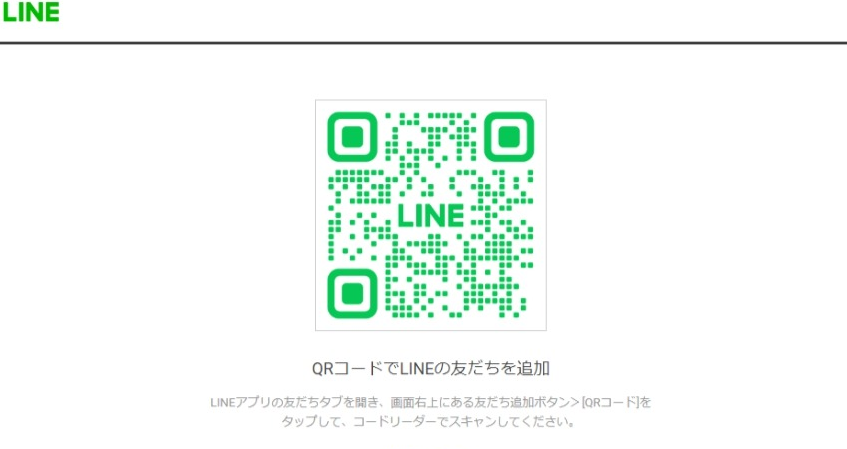 LINE
LINE
QRコードでLINEの友だちを追加
LINEアプリの友だちタブを開き、画面右上にある友だち追加ボタン>[QRコード]を
タップして、コードリーダーでスキャンしてください。